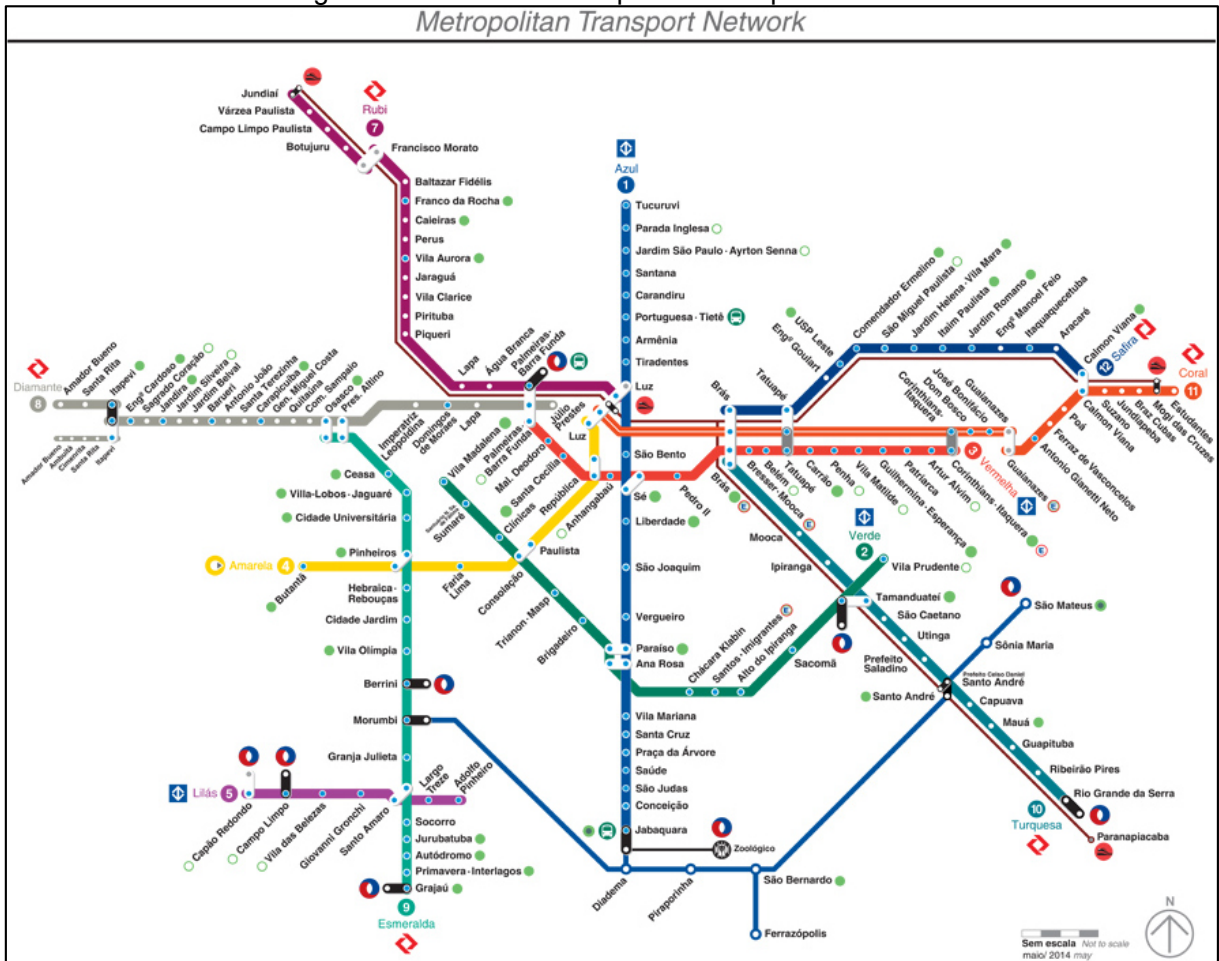 Metropolitan Transport Network
Jundiaí
Várzea Paulista
Campo Limpo Paulista
Botujuru
Rubi
7
Francisco Morato
Baltazar Fidélis
Franco da Rocha
Caieiras
Perus
Vila Aurora
Jaraguá
Vila Clarice
Pirituba
Piqueri
Lapa
Água Branca
Palmeiras-
Barra Funda
Azul
1
Tucuruvi
Parada Inglesa
Jardim São Paulo - Ayrton Senna
Santana
Carandiru
Portuguesa - Tietê
Armênia
Tiradentes
Luz
São Bento
Sé
Liberdade
São Joaquim
Vergueiro
Paraíso
Ana Rosa
Vila Mariana
Santa Cruz
Praça da Árvore
Saúde
São Judas
Conceição
Jabaquara
Zoológico
Diamante
8
Amador Bueno
Santa Rita
Itapevi
Engº Cardoso
Sagrado Coração
Jandira
Jardim Silveira
Jardim Belval
Barueri
Antonio João
Santa Terezinha
Carapicuíba
Gen. Miguel Costa
Quitaúna
Com. Sampaio
Osasco
Pres. Altino
Imperatriz
Leopoldina
Domingos
de Moraes
Lapa
Júlio
Prestes
Amador Bueno
Ambuitá
Cimenrita
Santa Rita
Itapevi
Ceasa
Villa-Lobos - Jaguaré
Cidade Universitária
Pinheiros
Hebraica-
Rebouças
Cidade Jardim
Vila Olímpia
Berrini
Morumbi
Granja Julieta
Socorro
Jurubatuba
Autódromo
Primavera - Interlagos
Grajaú
9
Esmeralda
Amarela
4
Butantã
Faria
Lima
Paulista
República
Luz
Vila Madalena
Sumaré
Clínicas
Consolação
Trianon - Masp
Brigadeiro
Chácara Klabin
Santos - Imigrantes
Alto do Ipiranga
Sacomã
Verde
2
Vila Prudente
Tamanduateí
Palmeiras-
Barra Funda
Mal. Deodoro
Santa Cecília
Anhangabaú
Pedro II
Brás
Bresser - Mooca
Belém
Tatuapé
Carrão
Penha
Vila Matilde
Guilhermina - Esperança
Patriarca
Artur Alvim
Corinthians - Itaquera
3
Vermelha
Brás
Tatuapé
Engº Goulart
USP Leste
Comendador Ermelino
São Miguel Paulista
Jardim Helena - Vila Mara
Itaim Paulista
Jardim Romano
Engº Manoel Feio
Itaquaquecetuba
Aracaré
Calmon Viana
12
Safira
Coral
11
Corinthians-
Itaquera
Dom Bosco
José Bonifácio
Guaianazes
Guaianazes
Antonio Gianetti Neto
Ferraz de Vasconcelos
Poá
Calmon Viana
Suzano
Jundiapeba
Braz Cubas
Mogi das Cruzes
Estudantes
Mooca
Ipiranga
São Caetano
Utinga
Prefeito
Saladino
Prefeito Celso Daniel
Santo André
Santo André
Capuava
Mauá
Guapituba
Ribeirão Pires
Rio Grande da Serra
Paranapiacaba
10
Turquesa
São Mateus
Sônia Maria
Diadema
Piraporinha
São Bernardo
Ferrazópolis
Lilás
5
Capão Redondo
Campo Limpo
Vila das Belezas
Giovanni Gronchi
Santo Amaro
Largo
Treze
Adolfo
Pinheiro
N
Sem escala Not to scale
maio/ 2014 may